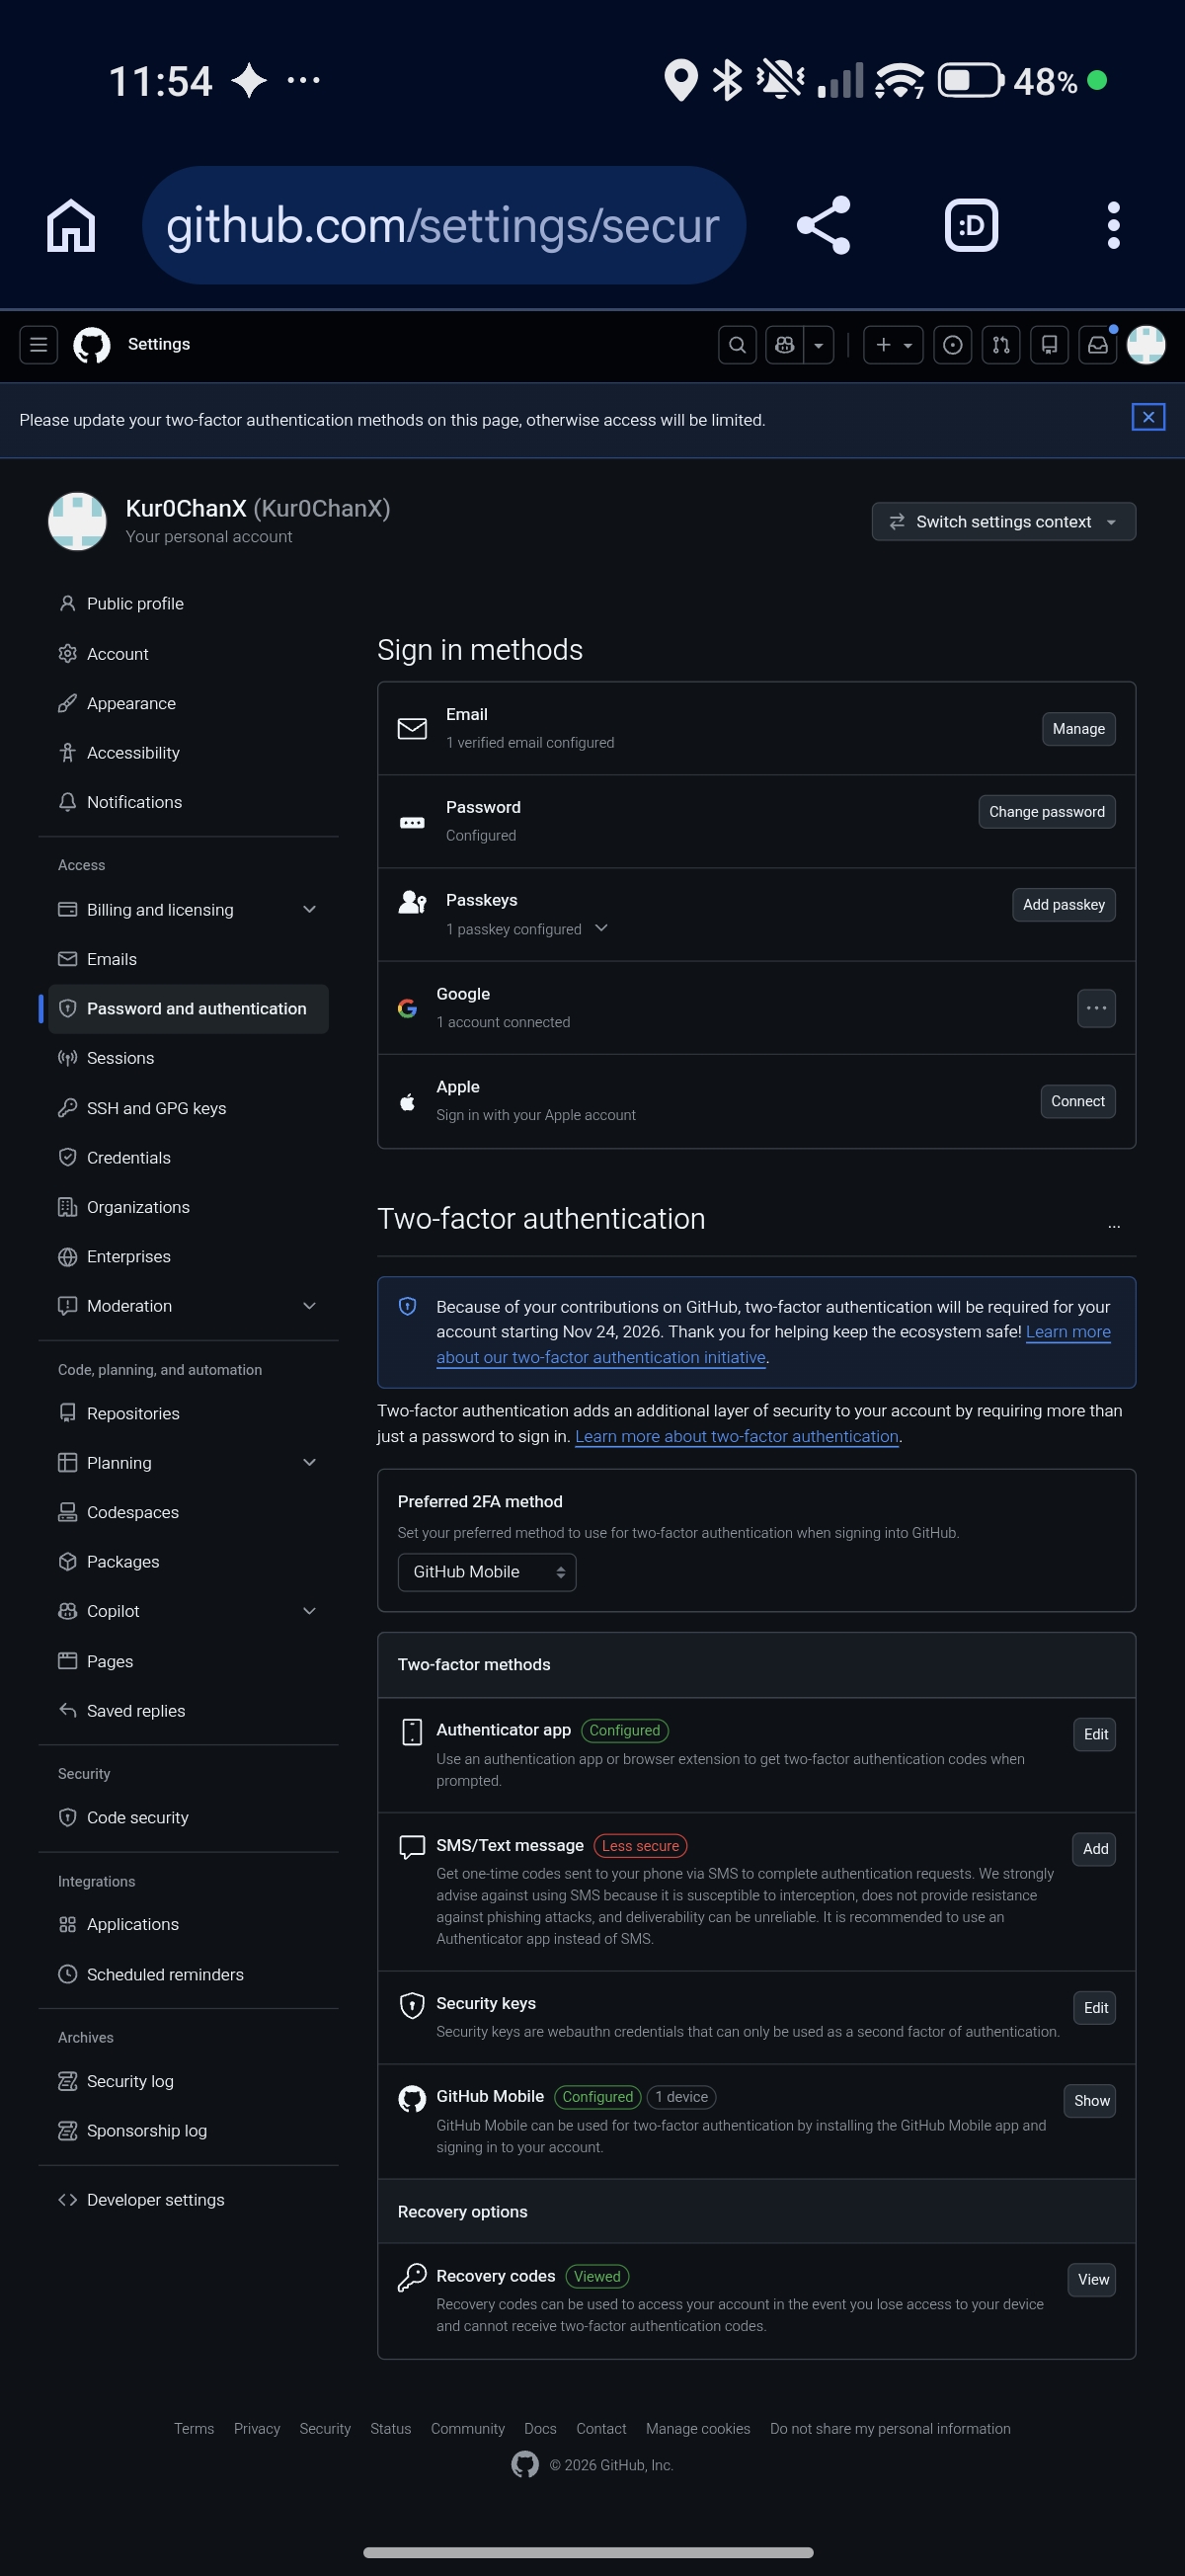 11:54
7
48%
github.com/settings/secur
:D
Settings
Please update your two-factor authentication methods on this page, otherwise access will be limited.
Kur0ChanX (Kur0ChanX)
Your personal account
Switch settings context
Public profile
Account
Appearance
Accessibility
Notifications
Access
Billing and licensing
Emails
Password and authentication
Sessions
SSH and GPG keys
Credentials
Organizations
Enterprises
Moderation
Code, planning, and automation
Repositories
Planning
Codespaces
Packages
Copilot
Pages
Saved replies
Security
Code security
Integrations
Applications
Scheduled reminders
Archives
Security log
Sponsorship log
Developer settings
Sign in methods
Email
1 verified email configured
Manage
Password
Configured
Change password
Passkeys
1 passkey configured
Add passkey
Google
1 account connected
Apple
Sign in with your Apple account
Connect
Two-factor authentication
...
Because of your contributions on GitHub, two-factor authentication will be required for your
account starting Nov 24, 2026. Thank you for helping keep the ecosystem safe! Learn more
about our two-factor authentication initiative.
Two-factor authentication adds an additional layer of security to your account by requiring more than
just a password to sign in. Learn more about two-factor authentication.
Preferred 2FA method
Set your preferred method to use for two-factor authentication when signing into GitHub.
GitHub Mobile
Two-factor methods
Authenticator app Configured
Edit
Use an authentication app or browser extension to get two-factor authentication codes when
prompted.
SMS/Text message Less secure
Add
Get one-time codes sent to your phone via SMS to complete authentication requests. We strongly
advise against using SMS because it is susceptible to interception, does not provide resistance
against phishing attacks, and deliverability can be unreliable. It is recommended to use an
Authenticator app instead of SMS.
Security keys
Edit
Security keys are webauthn credentials that can only be used as a second factor of authentication.
GitHub Mobile Configured 1 device
Show
GitHub Mobile can be used for two-factor authentication by installing the GitHub Mobile app and
signing in to your account.
Recovery options
Recovery codes Viewed
View
Recovery codes can be used to access your account in the event you lose access to your device
and cannot receive two-factor authentication codes.
Terms Privacy Security Status Community Docs Contact Manage cookies Do not share my personal information
© 2026 GitHub, Inc.